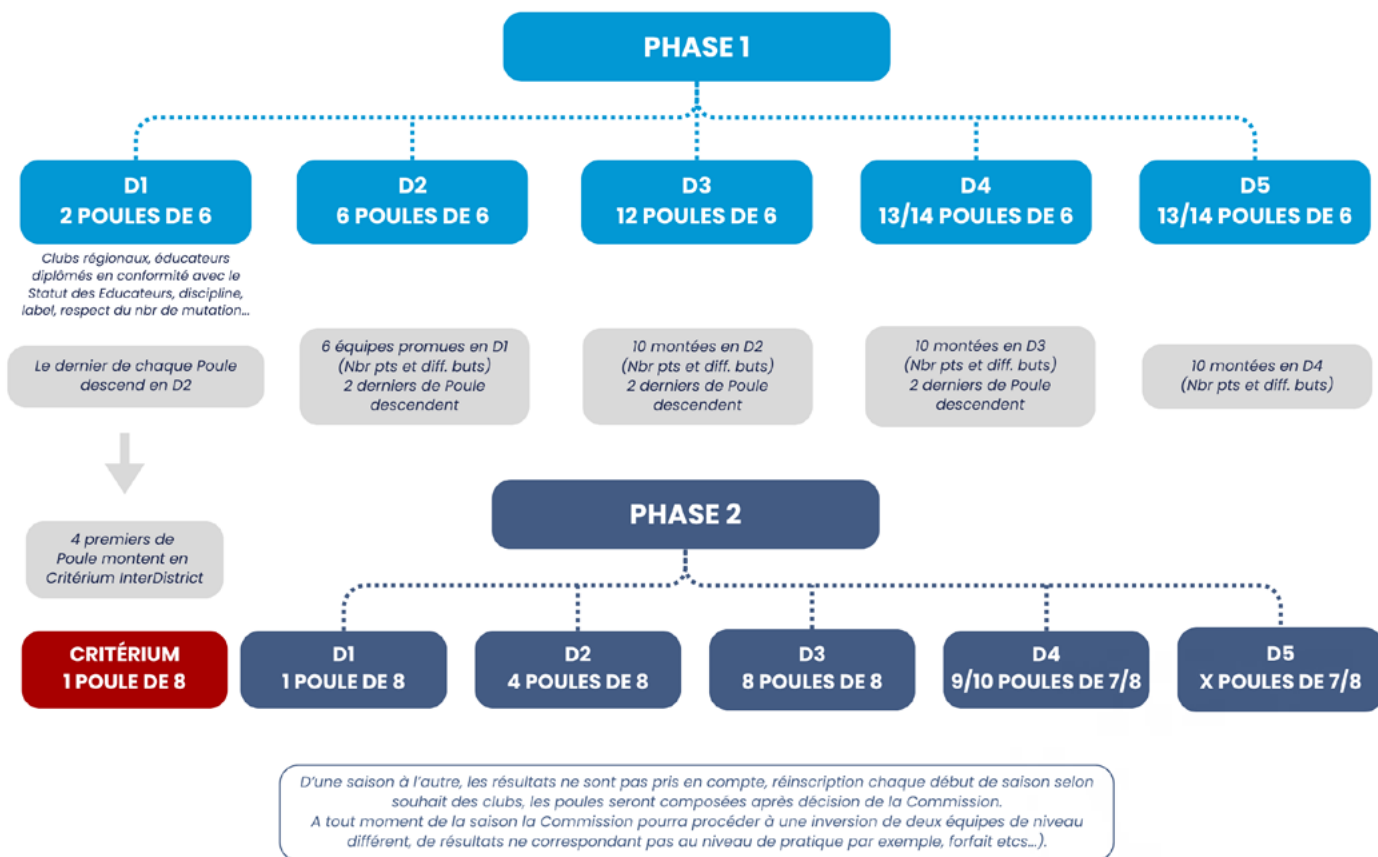 PHASE 1
D1
2 POULES DE 6
D2
6 POULES DE 6
D3
12 POULES DE 6
D4
13/14 POULES DE 6
D5
13/14 POULES DE 6
Clubs régionaux, éducateurs
diplômés en conformité avec le
Statut des Educateurs, discipline,
label, respect du nbr de mutation...
Le dernier de chaque Poule
descend en D2
6 équipes promues en D1
(Nbr pts et diff. buts)
2 derniers de Poule
descendent
10 montées en D2
(Nbr pts et diff. buts)
2 derniers de Poule
descendent
10 montées en D3
(Nbr pts et diff. buts)
2 derniers de Poule
descendent
10 montées en D4
(Nbr pts et diff. buts)
4 premiers de
Poule montent en
Critérium InterDistrict
PHASE 2
CRITÉRIUM
1 POULE DE 8
D1
1 POULE DE 8
D2
4 POULES DE 8
D3
8 POULES DE 8
D4
9/10 POULES DE 7/8
D5
X POULES DE 7/8
D'une saison à l'autre, les résultats ne sont pas pris en compte, réinscription chaque début de saison selon
souhait des clubs, les poules seront composées après décision de la Commission.
A tout moment de la saison la Commission pourra procéder à une inversion de deux équipes de niveau
différent, de résultats ne correspondant pas au niveau de pratique par exemple, forfait etcs...).